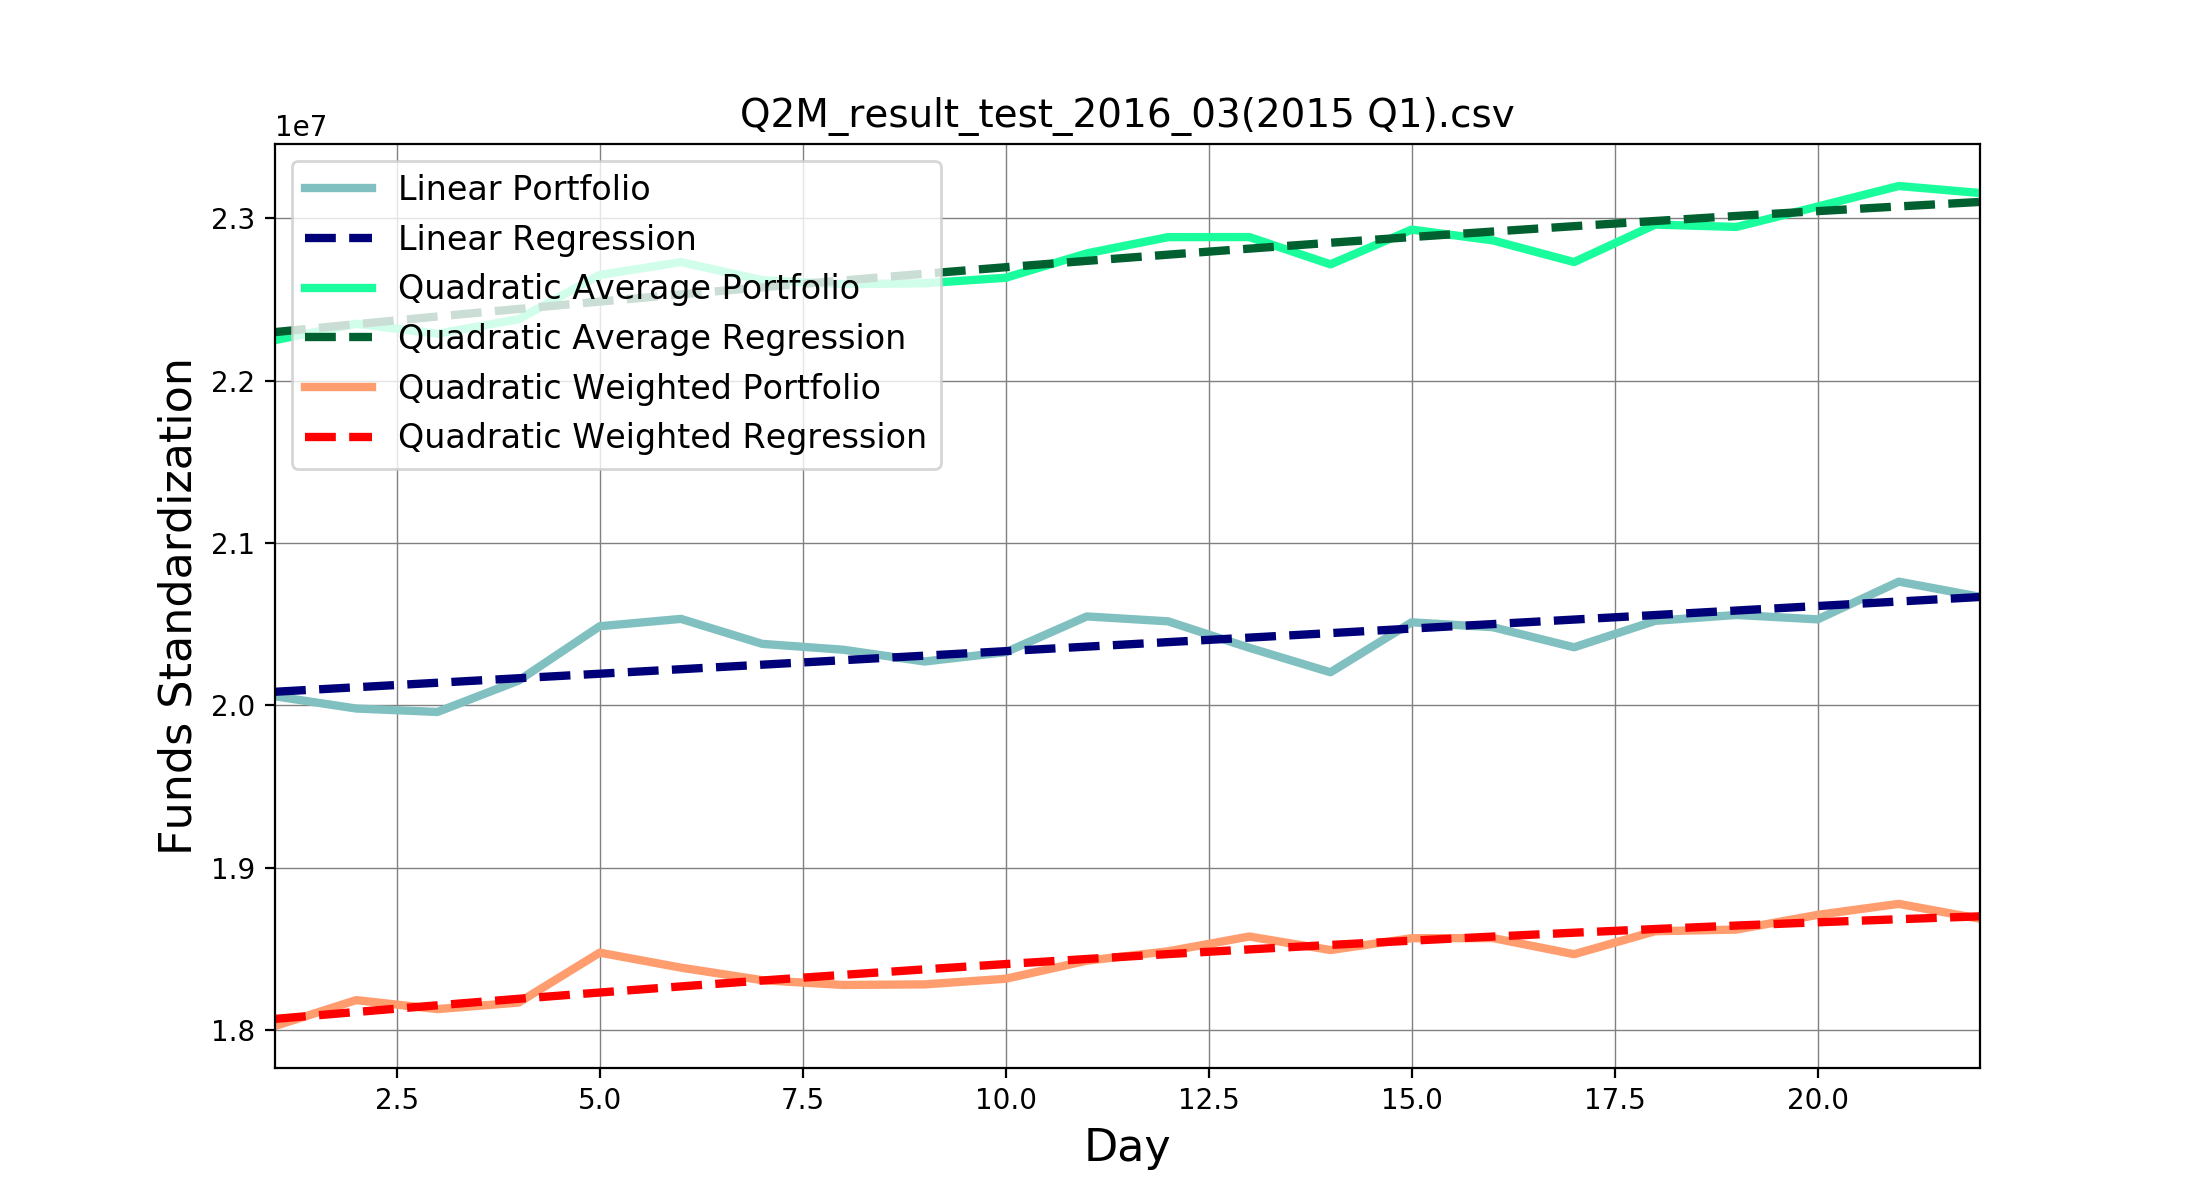 Q2M_result_test_2016_03(2015 Q1).csv
1e7
Linear Portfolio
Linear Regression
Quadratic Average Portfolio
Quadratic Average Regression
Quadratic Weighted Portfolio
Quadratic Weighted Regression
Funds Standardization
2.3
2.2
2.1
2.0
1.9
1.8
2.5
5.0
7.5
10.0
12.5
15.0
17.5
20.0
Day